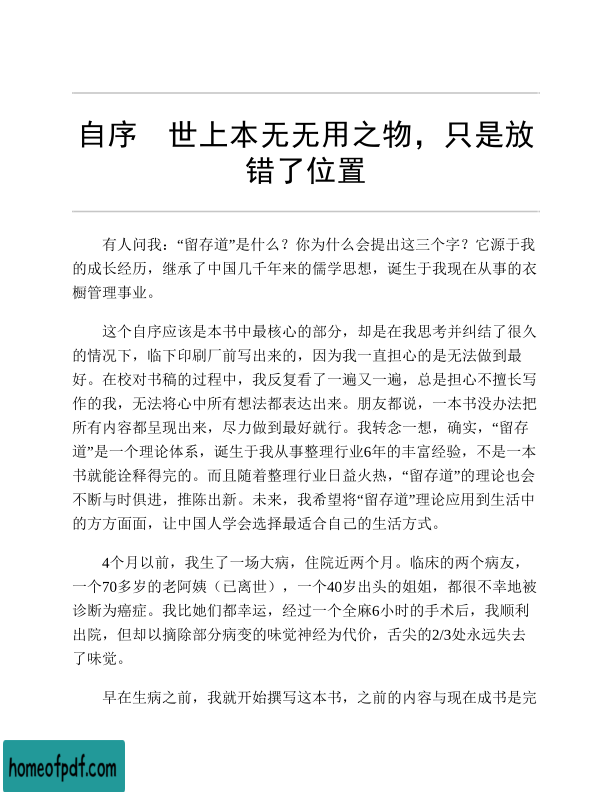 自序　世上本无无用之物，只是放
错了位置
有人问我：“留存道”是什么？你为什么会提出这三个字？它源于我
的成长经历，继承了中国几千年来的儒学思想，诞生于我现在从事的衣
橱管理事业。
这个自序应该是本书中最核心的部分，却是在我思考并纠结了很久
的情况下，临下印刷厂前写出来的，因为我一直担心的是无法做到最
好。在校对书稿的过程中，我反复看了一遍又一遍，总是担心不擅长写
作的我，无法将心中所有想法都表达出来。朋友都说，一本书没办法把
所有内容都呈现出来，尽力做到最好就行。我转念一想，确实，“留存
道”是一个理论体系，诞生于我从事整理行业6年的丰富经验，不是一本
书就能诠释得完的。而且随着整理行业日益火热，“留存道”的理论也会
不断与时俱进，推陈出新。未来，我希望将“留存道”理论应用到生活中
的方方面面，让中国人学会选择最适合自己的生活方式。
4个月以前，我生了一场大病，住院近两个月。临床的两个病友，
一个70多岁的老阿姨（已离世），一个40岁出头的姐姐，都很不幸地被
诊断为癌症。我比她们都幸运，经过一个全麻6小时的手术后，我顺利
出院，但却以摘除部分病变的味觉神经为代价，舌尖的2/3处永远失去
了味觉。
早在生病之前，我就开始撰写这本书，之前的内容与现在成书是完
homeofpdf.com